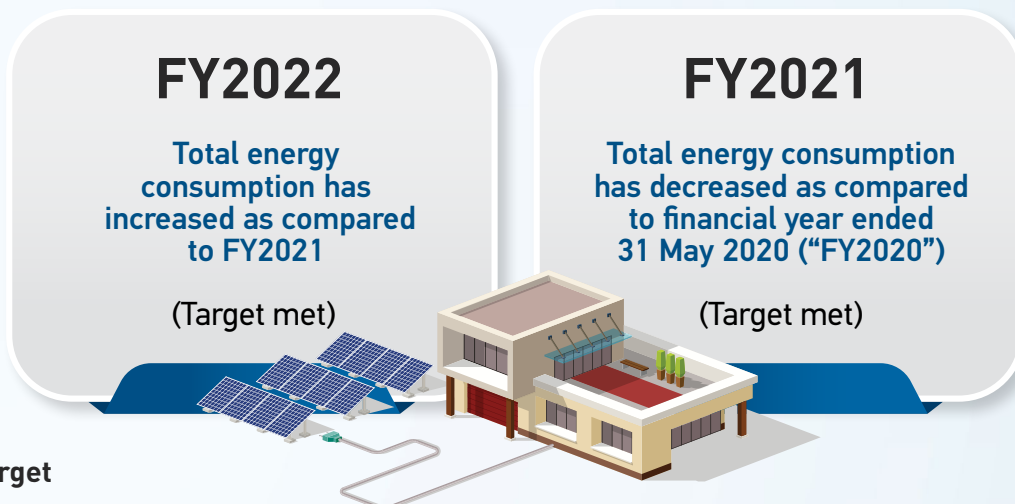 FY2022
Total energy
consumption has
increased as compared
to FY2021
(Target met)
FY2021
Total energy consumption
has decreased as compared
to financial year ended
31 May 2020 (“FY2020”)
(Target met)